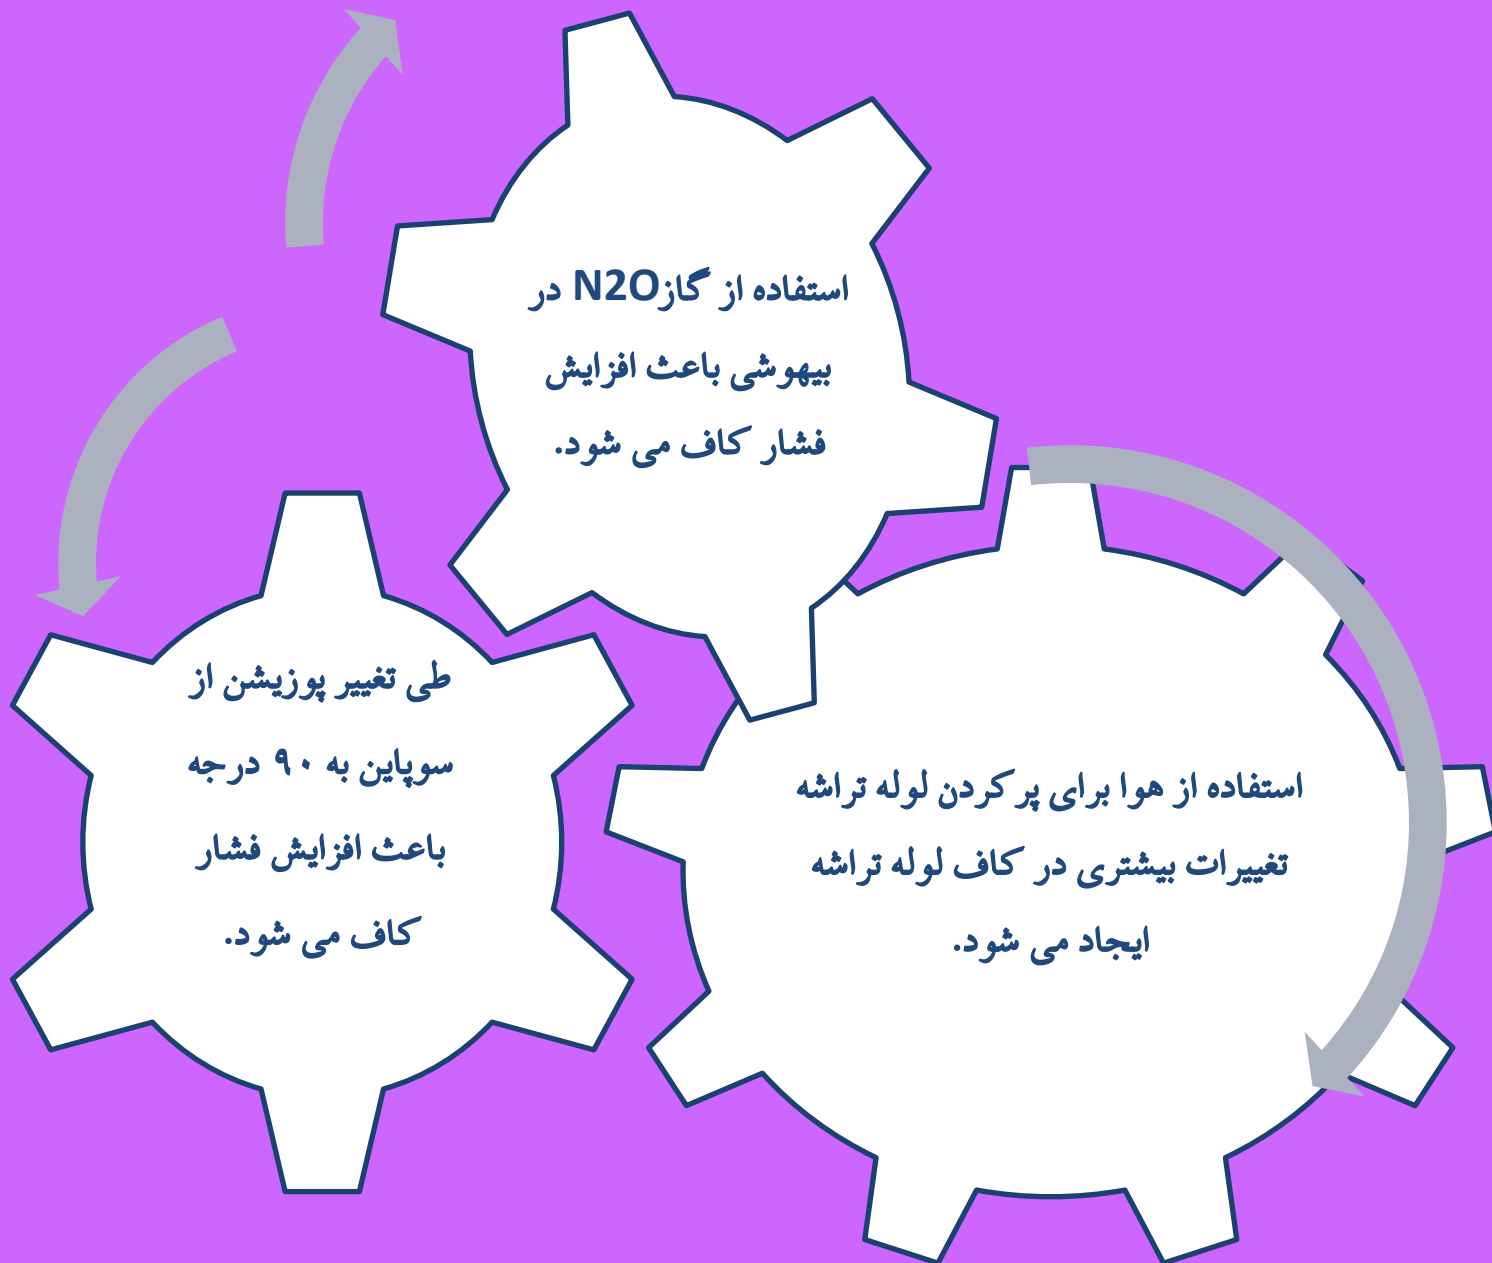 استفاده از گازN2O در
بیهوشی باعث افزایش
فشار کاف می شود.
استفاده از هوا برای پر کردن لوله تراشه
تغییرات بیشتری در کاف لوله تراشه
ایجاد می شود.
طی تغییر پوزیشن از
سوپاین به ۹۰ درجه
باعث افزایش فشار
کاف می شود.